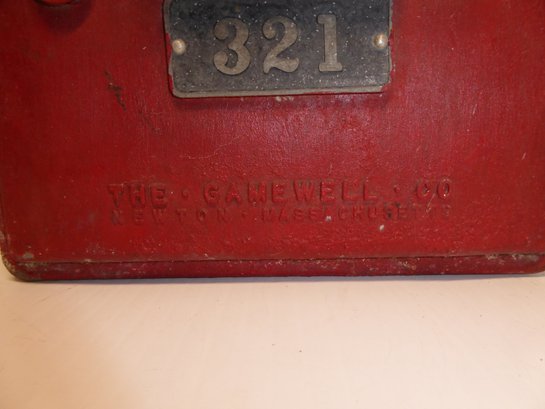 321
THE · GAMEWELL · CO
NEWTON · MASSACHUSETTS